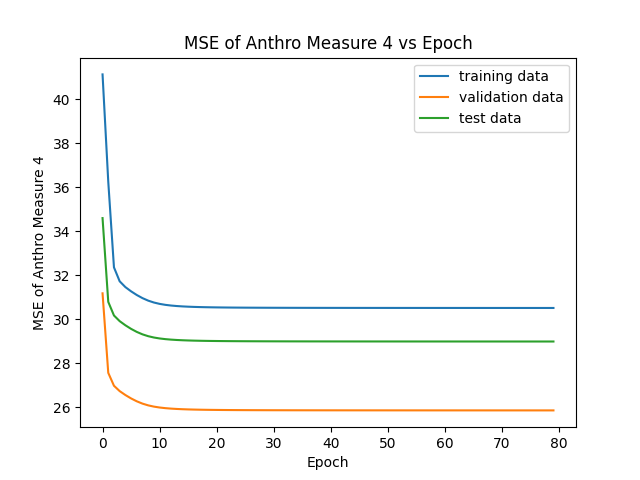 MSE of Anthro Measure 4 vs Epoch
training data
validation data
test data
MSE of Anthro Measure 4
40
38
36
34
32
30
28
26
0 10 20 30 40 50 60 70 80
Epoch